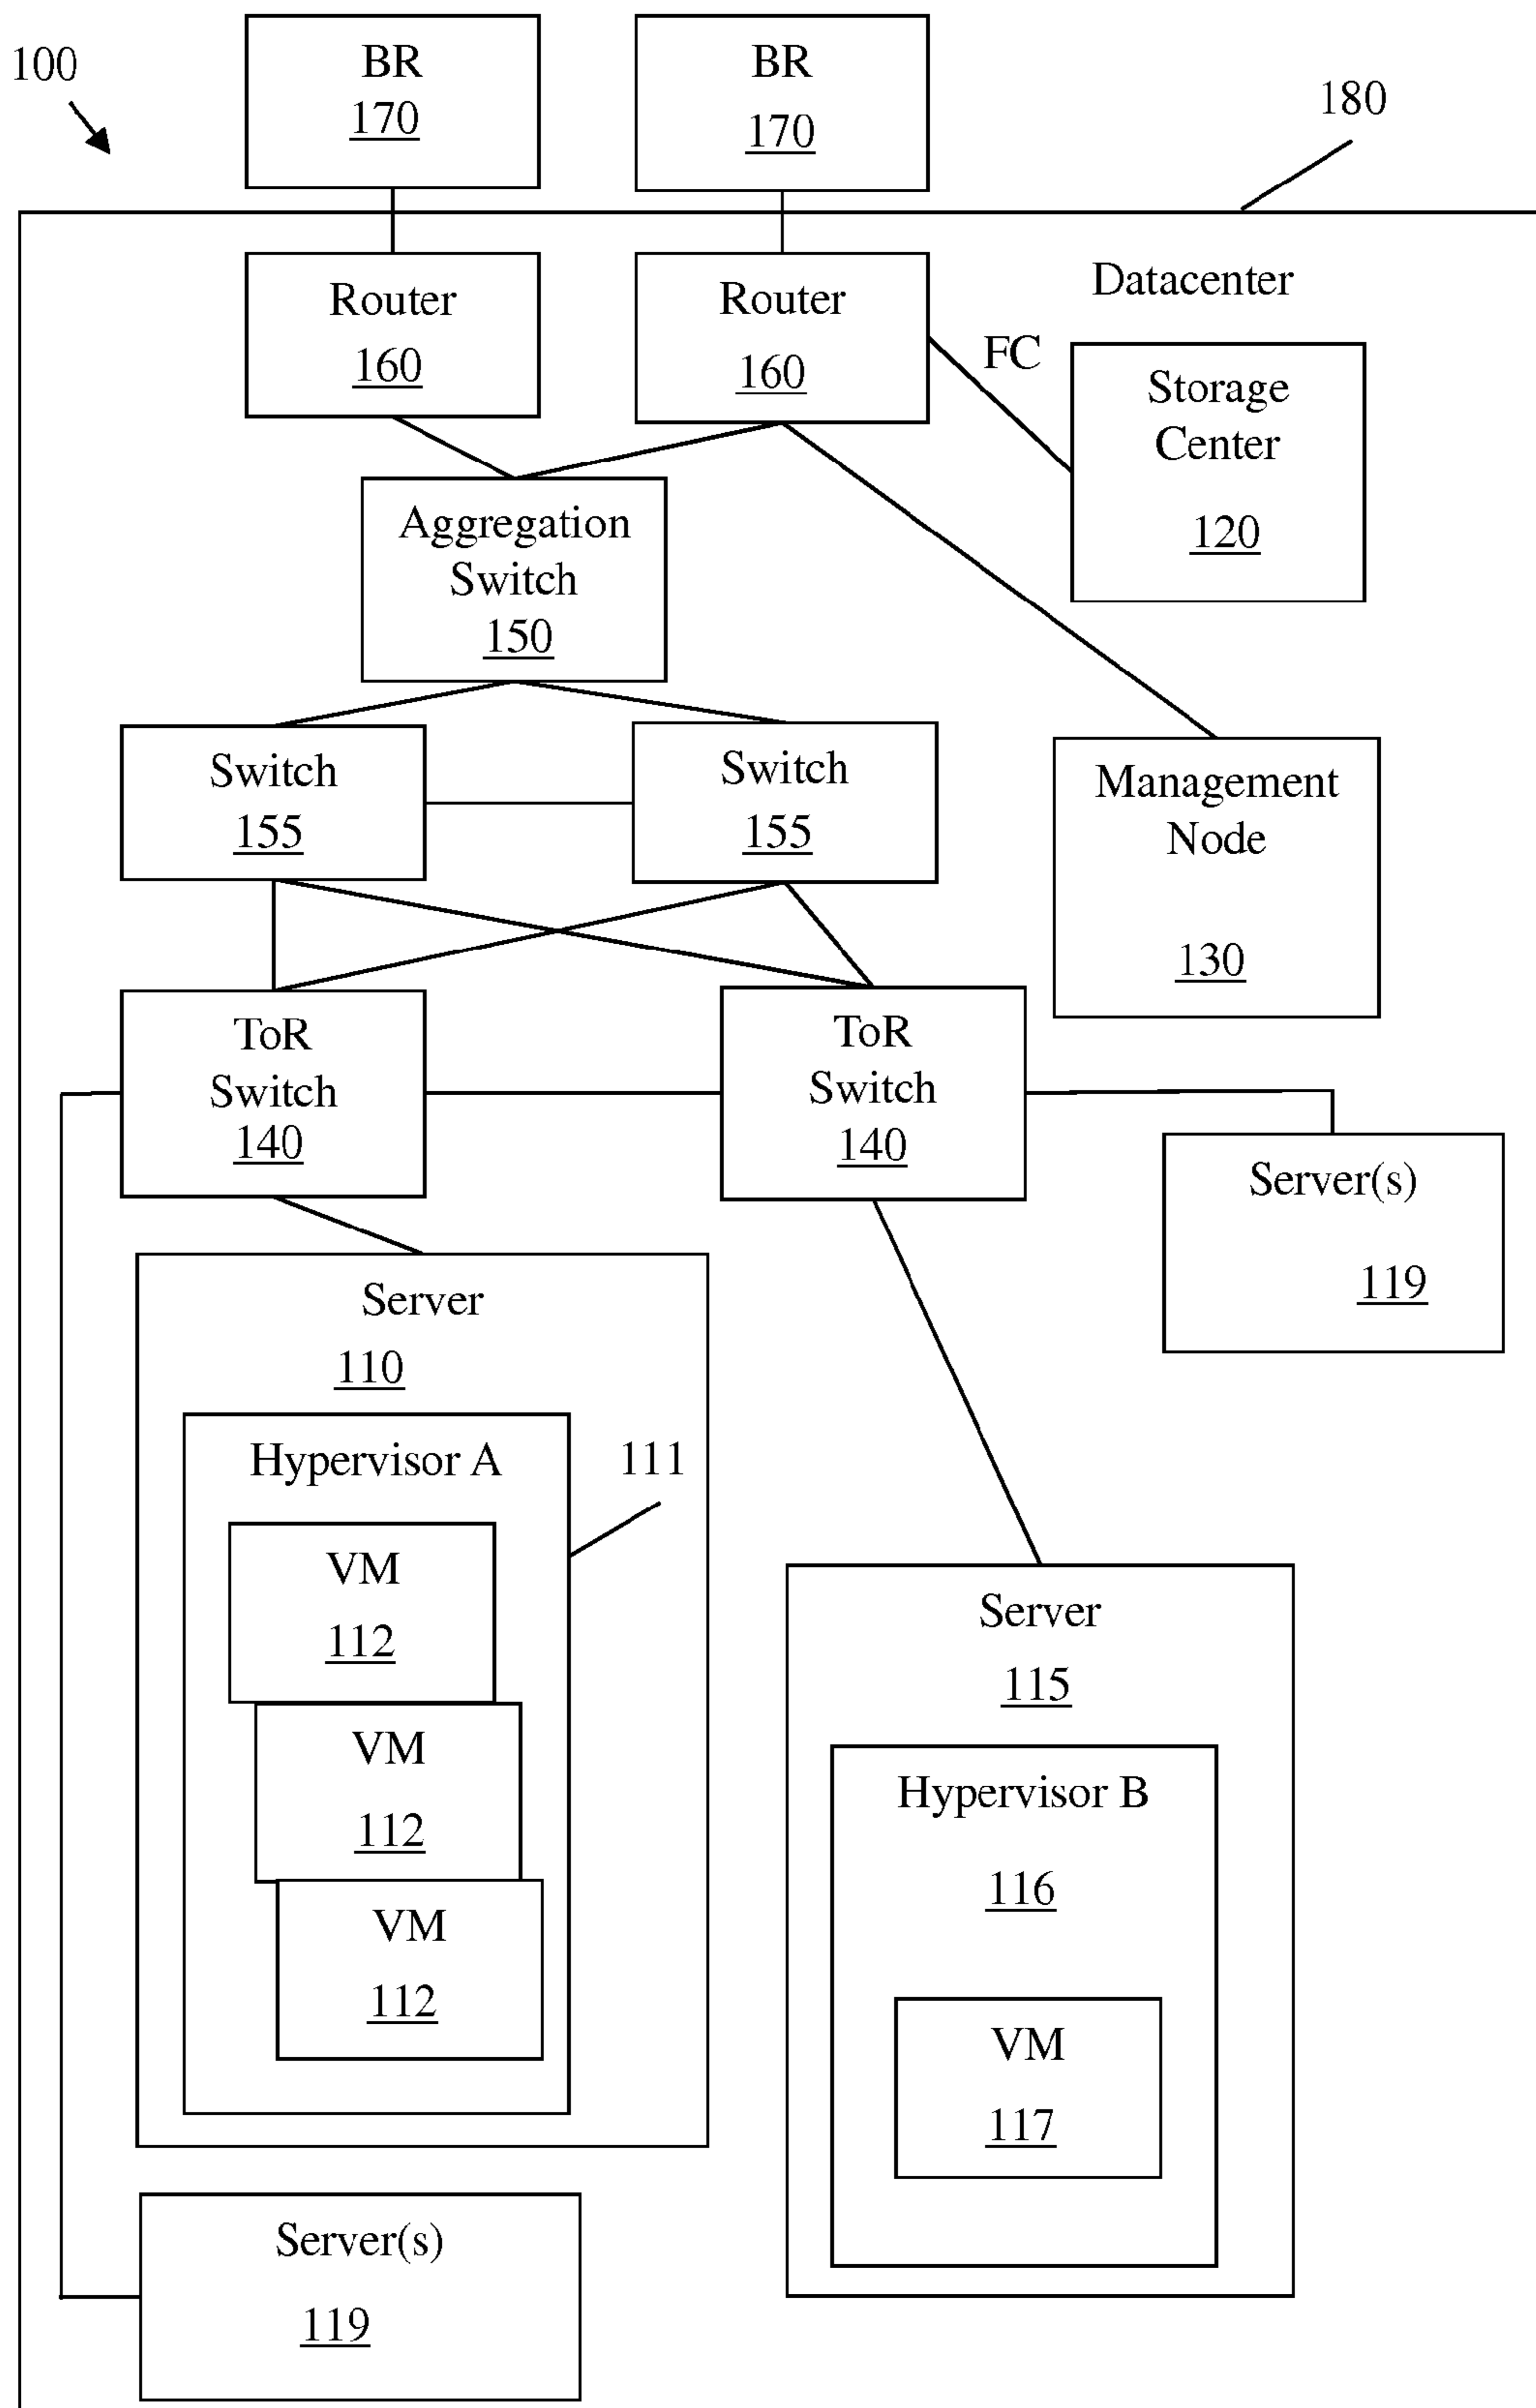 100
BR
170
BR
170
180
Router
160
Router
160
Datacenter
FC
Storage
Center
120
Aggregation
Switch
150
Switch
155
Switch
155
Management
Node
130
ToR
Switch
140
ToR
Switch
140
Server(s)
119
Server
110
Hypervisor A
111
VM
112
VM
112
VM
112
Server
115
Hypervisor B
116
VM
117
Server(s)
119